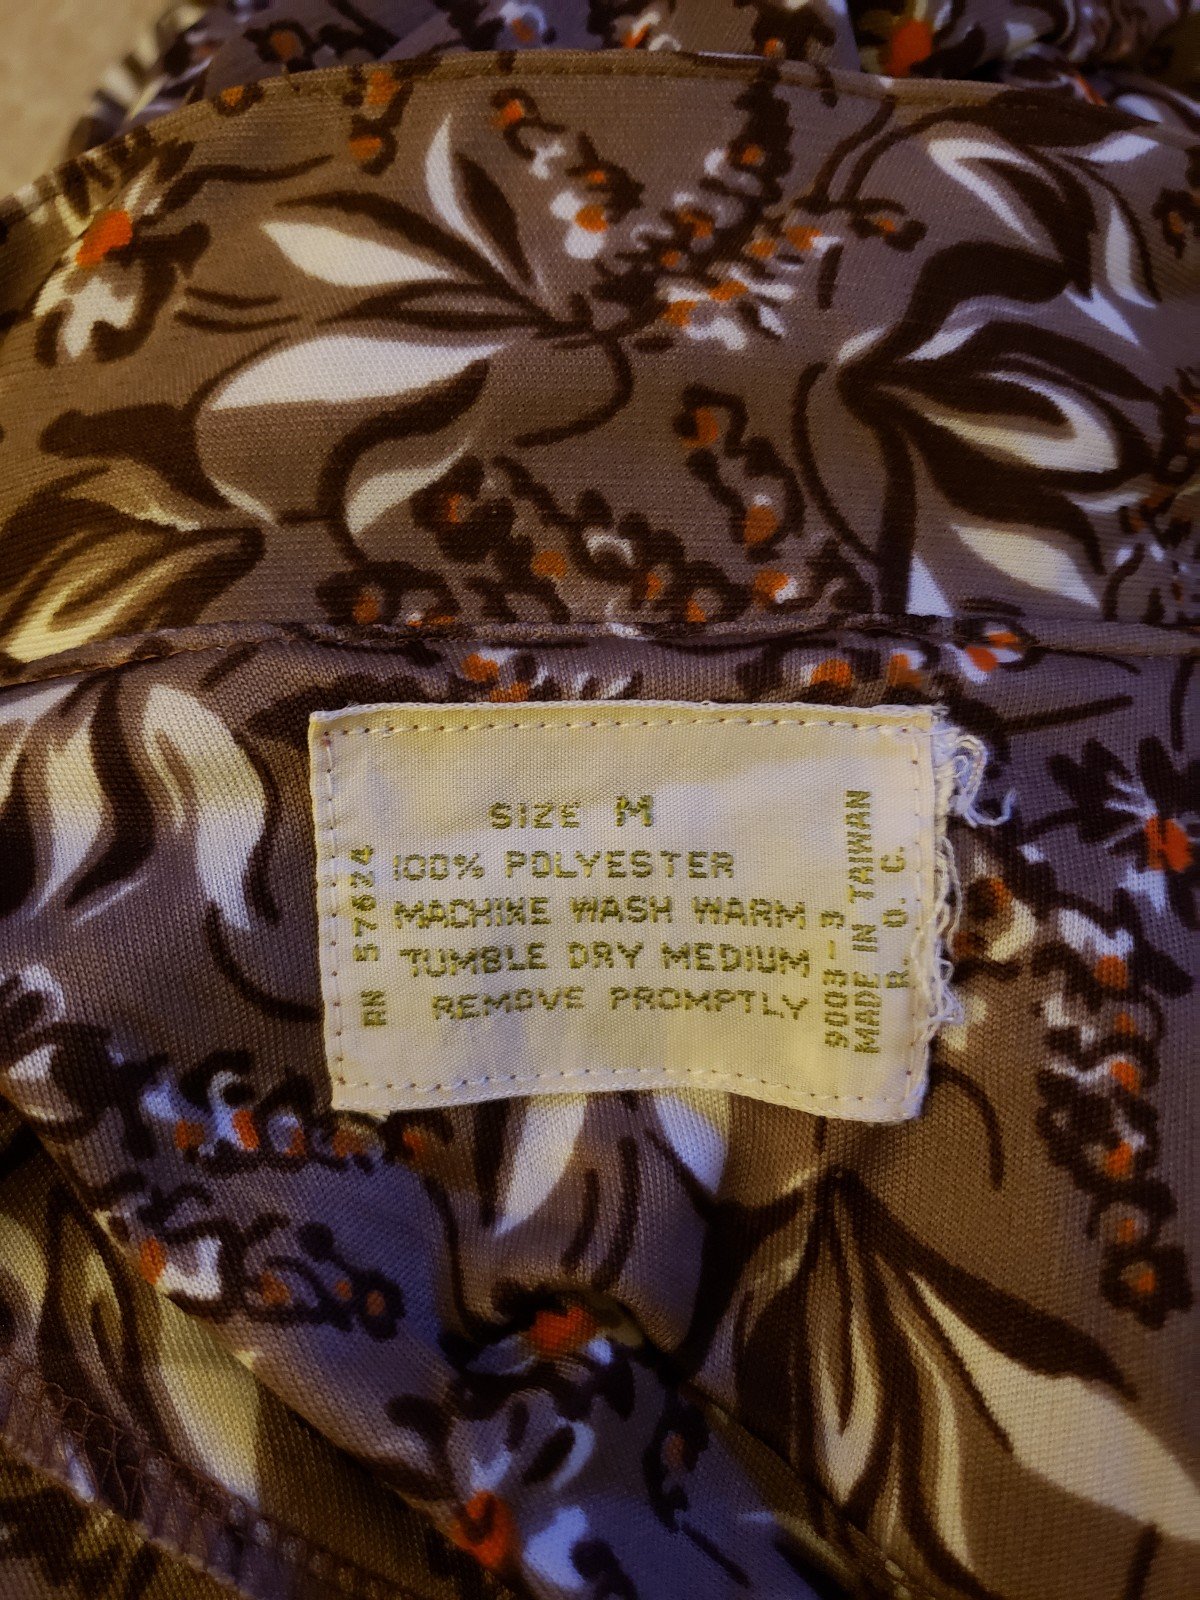 SIZE M
100% POLYESTER
MACHINE WASH WARM
TUMBLE DRY MEDIUM
REMOVE PROMPTLY
RN 57624
9003-3
MADE IN TAIWAN
R. O. C.